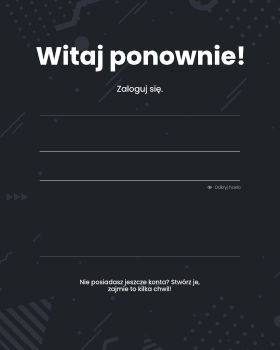 Witaj ponownie!
Zaloguj się.
Odkryj hasło
Nie posiadasz jeszcze konta? Stwórz je,
zajmie to kilka chwil!